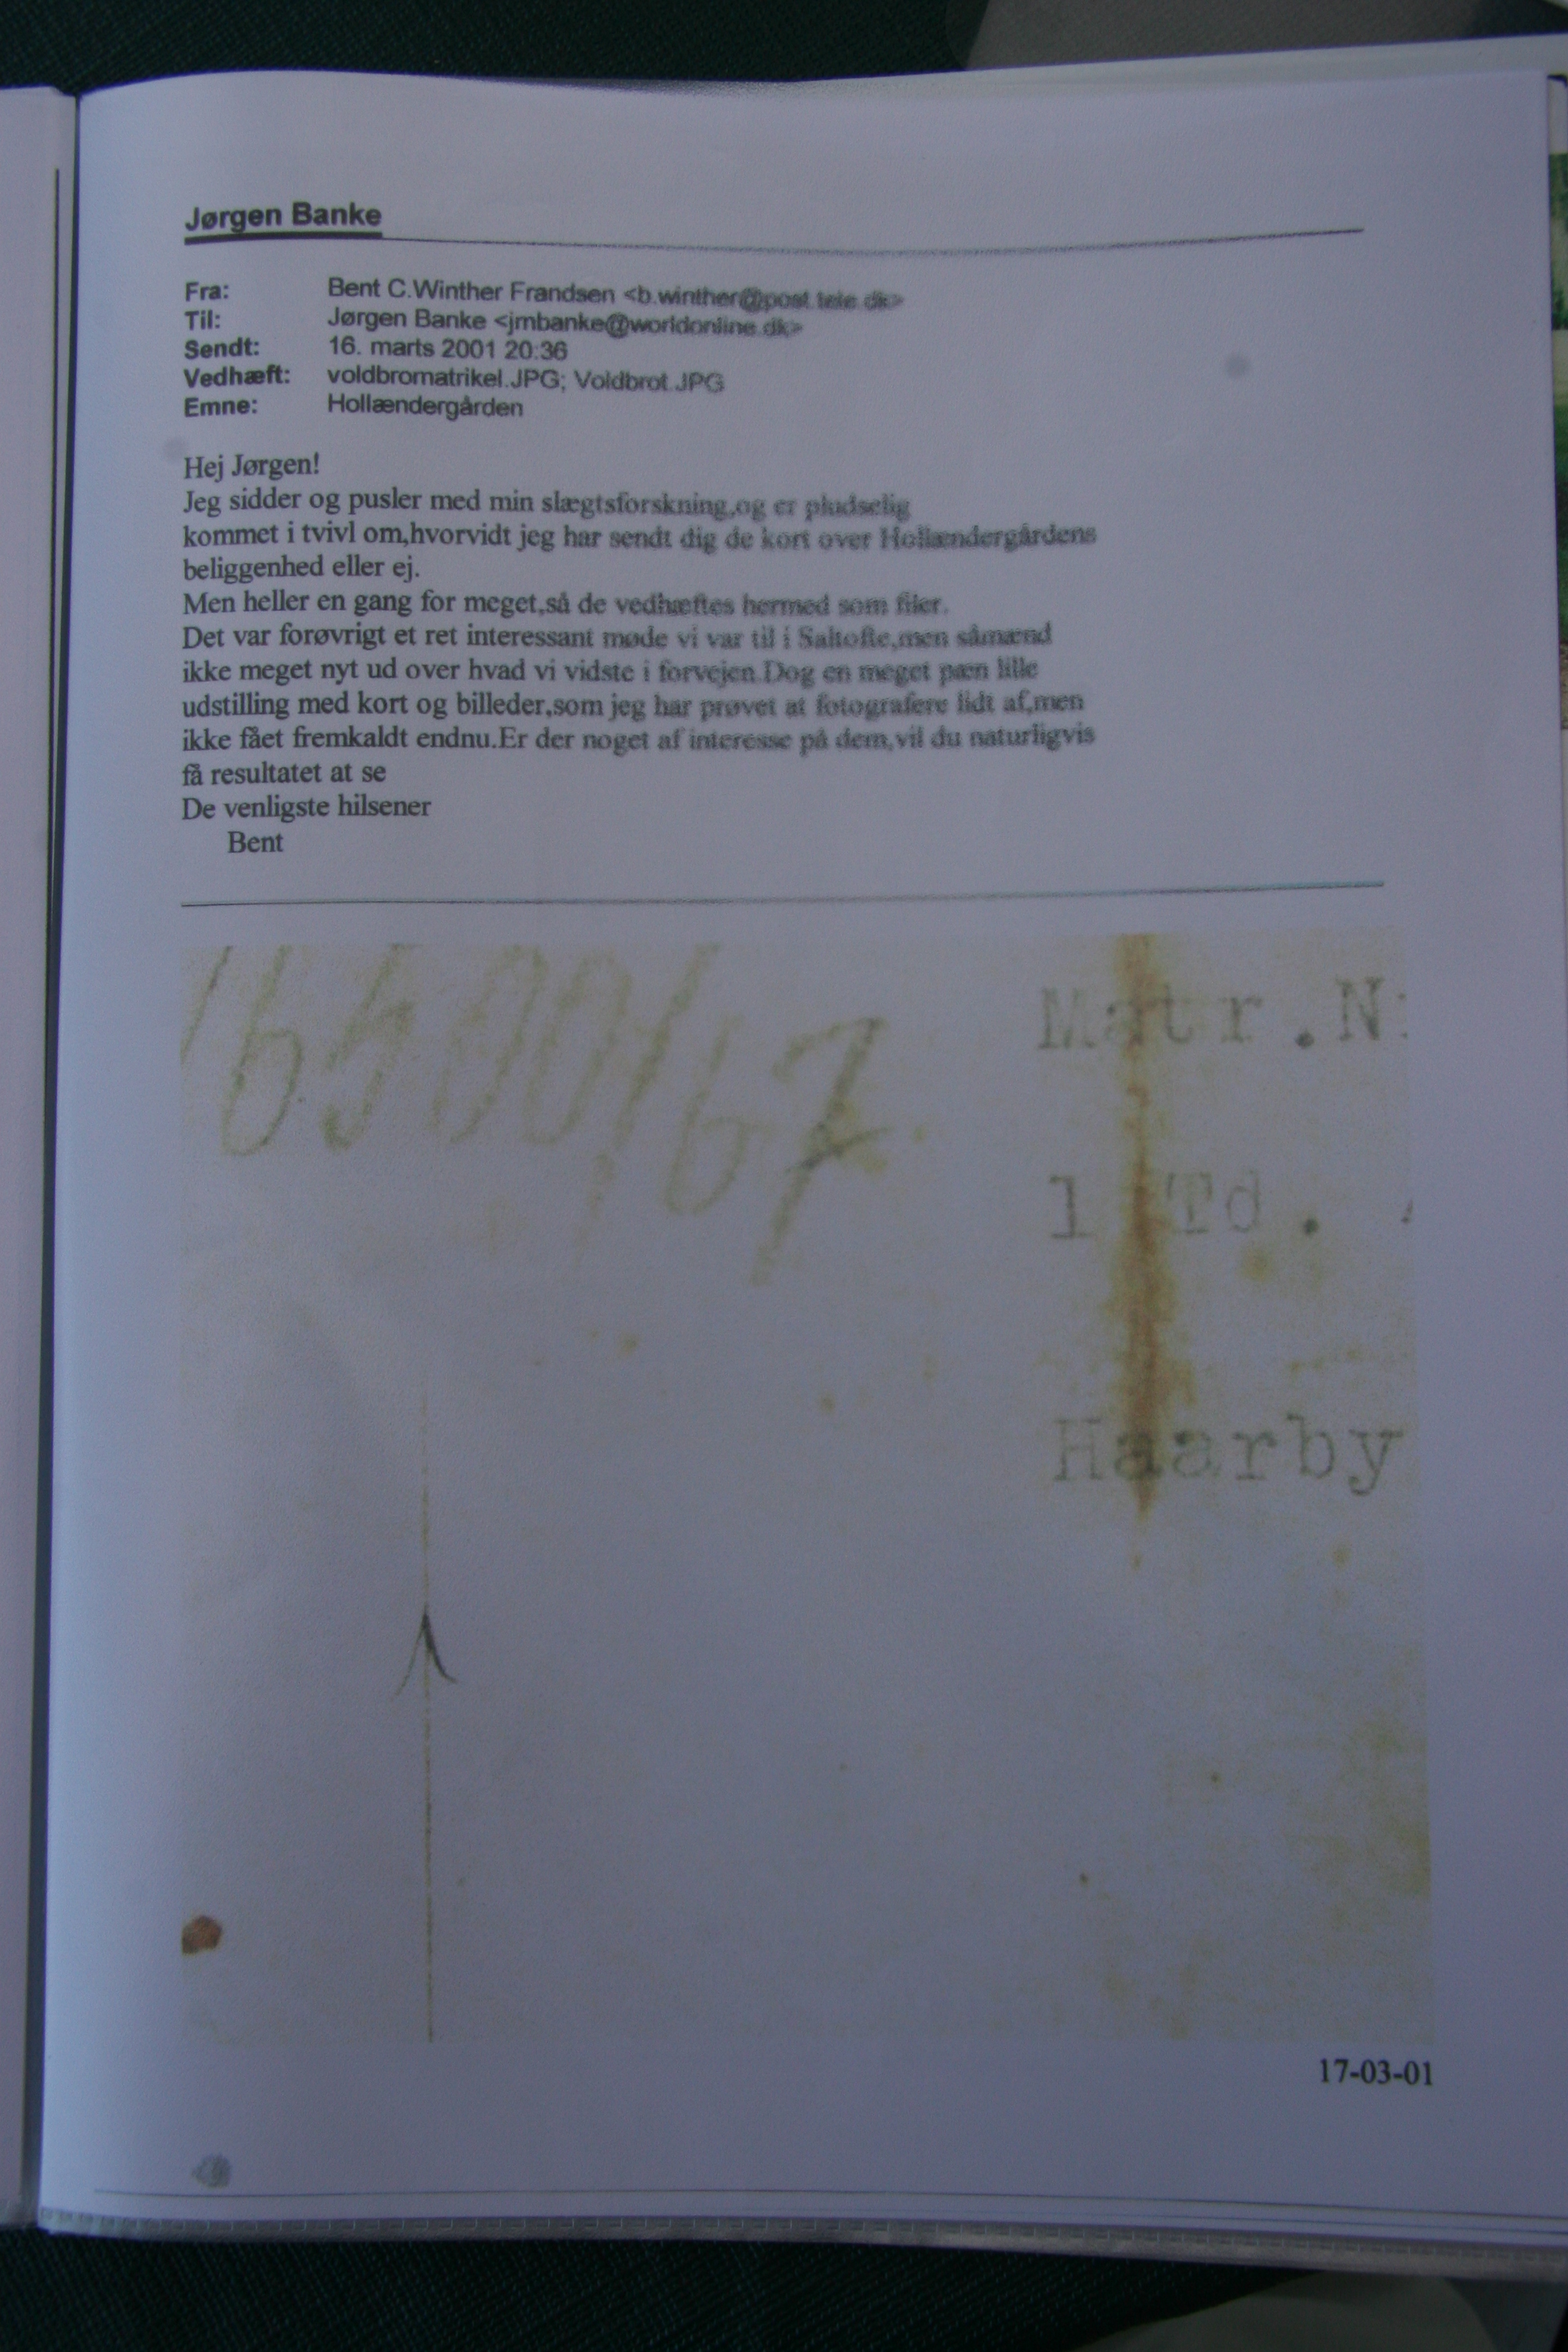 Jørgen Banke
Fra: Bent C.Winther Frandsen <b.winther@post.tele.dk>
Til: Jørgen Banke <jmbanke@worldonline.dk>
Sendt: 16. marts 2001 20:36
Vedhæft: voldbromatrikel.JPG; Voldbrot.JPG
Emne: Hollændergården
Hej Jørgen!
Jeg sidder og pusler med min slægtsforskning,og er pludselig
kommet i tvivl om,hvorvidt jeg har sendt dig de kort over Hollændergårdens
beliggenhed eller ej.
Men heller en gang for meget,så de vedhæftes hermed som filer.
Det var forøvrigt et ret interessant møde vi var til i Saltofte,men såmænd
ikke meget nyt ud over hvad vi vidste i forvejen.Dog en meget pæn lille
udstilling med kort og billeder,som jeg har prøvet at fotografere lidt af,men
ikke fået fremkaldt endnu.Er der noget af interesse på dem,vil du naturligvis
få resultatet at se
De venligste hilsener
Bent
Matr.N
1 Td.
Haarby
17-03-01